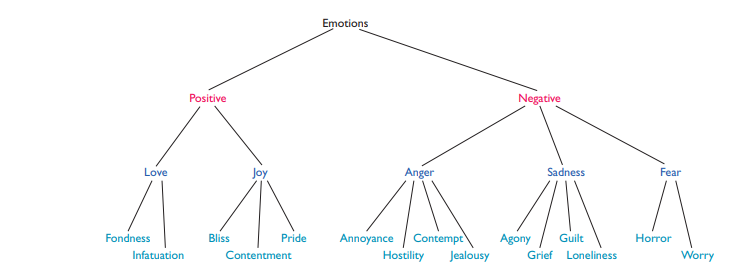 Emotions
Positive Negative
Love Joy Anger Sadness Fear
Fondness Bliss Pride Annoyance Contempt Agony Guilt Horror
Infatuation Contentment Hostility Jealousy Grief Loneliness Worry